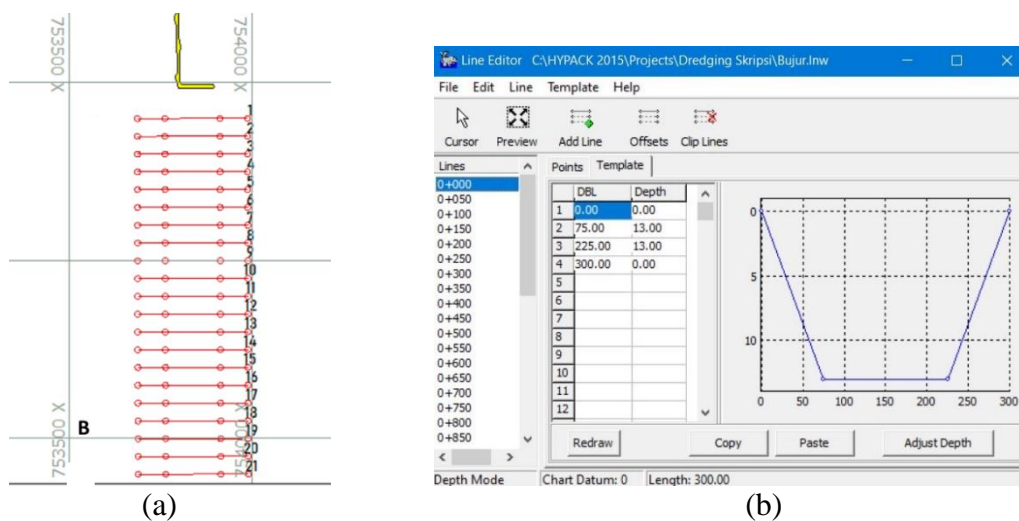 753500 X
754000 X
1
2
3
4
5
6
7
8
9
10
11
12
13
14
15
16
17
18
19
20
21
753500 X
B
754000 X
(a)
Line Editor C:\HYPACK 2015\Projects\Dredging Skripsi\Bujur.lnw
File Edit Line Template Help
Cursor Preview Add Line Offsets Clip Lines
Lines
0+000
0+050
0+100
0+150
0+200
0+250
0+300
0+350
0+400
0+450
0+500
0+550
0+600
0+650
0+700
0+750
0+800
0+850
Points Template
DBL Depth
1 0.00 0.00
2 75.00 13.00
3 225.00 13.00
4 300.00 0.00
5
6
7
8
9
10
11
12
0
5
10
0 50 100 150 200 250 300
Redraw Copy Paste Adjust Depth
Depth Mode Chart Datum: 0 Length: 300.00
(b)